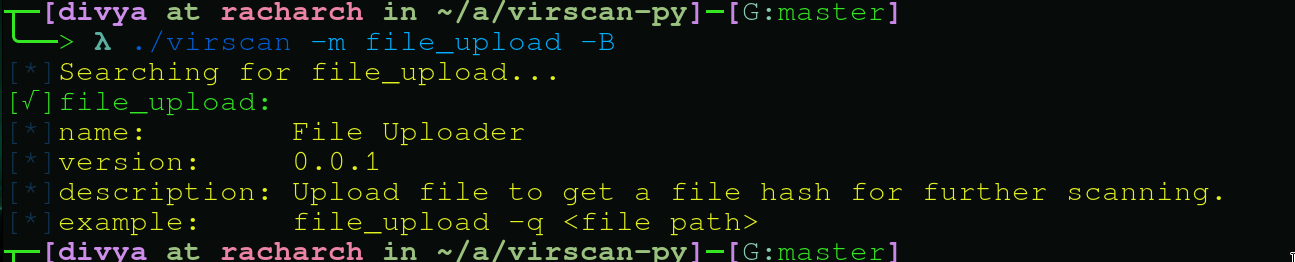 [divya at racharch in ~/a/virscan-py]-[G:master]
> λ ./virscan -m file_upload -B
[*]Searching for file_upload...
[√]file_upload:
[*]name:        File Uploader
[*]version:     0.0.1
[*]description: Upload file to get a file hash for further scanning.
[*]example:     file_upload -q <file path>
[divya at racharch in ~/a/virscan-py]-[G:master]